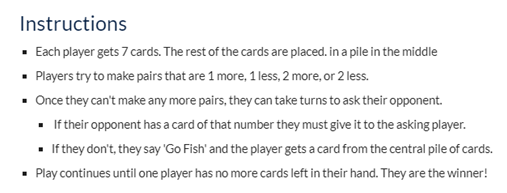 Instructions
Each player gets 7 cards. The rest of the cards are placed. in a pile in the middle
Players try to make pairs that are 1 more, 1 less, 2 more, or 2 less.
Once they can't make any more pairs, they can take turns to ask their opponent.
If their opponent has a card of that number they must give it to the asking player.
If they don't, they say 'Go Fish' and the player gets a card from the central pile of cards.
Play continues until one player has no more cards left in their hand. They are the winner!